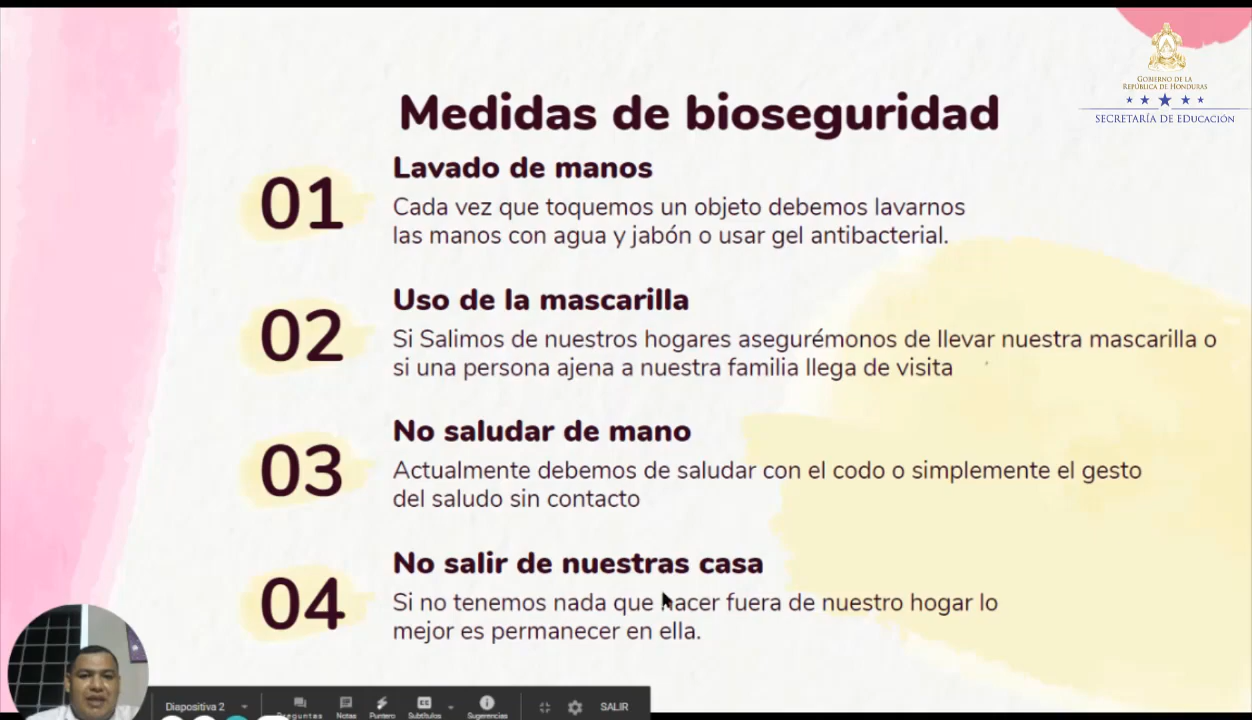 GOBIERNO DE LA
REPÚBLICA DE HONDURAS
SECRETARÍA DE EDUCACIÓN
Medidas de bioseguridad
01
Lavado de manos
Cada vez que toquemos un objeto debemos lavarnos
las manos con agua y jabón o usar gel antibacterial.
02
Uso de la mascarilla
Si Salimos de nuestros hogares asegurémonos de llevar nuestra mascarilla o
si una persona ajena a nuestra familia llega de visita
03
No saludar de mano
Actualmente debemos de saludar con el codo o simplemente el gesto
del saludo sin contacto
04
No salir de nuestras casa
Si no tenemos nada que hacer fuera de nuestro hogar lo
mejor es permanecer en ella.
Diapositiva 2
Preguntas Notas Puntero Subtítulos Sugerencias
SALIR